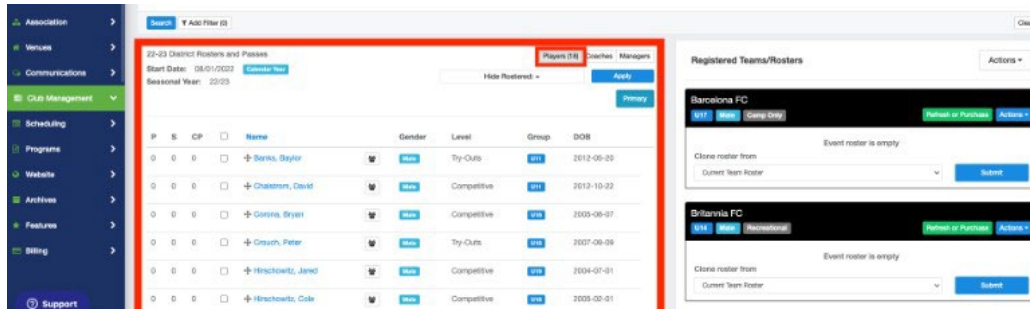 Association
Venues
Communications
Club Management
Scheduling
Programs
Website
Archives
Features
Billing
Support
Search Add Filter (0)
22-23 District Rosters and Passes
Start Date: 08/01/2022 Calendar Year
Seasonal Year: 22/23
Players (18) Coaches Managers
Hide Rostered:
Apply
Primary
P S CP Name Gender Level Group DOB
0 0 0 Banks, Baylor Male Try-Outs U11 2012-05-20
0 0 0 Chalstrom, David Male Competitive U11 2012-10-22
0 0 0 Corona, Bryan Male Competitive 2005-06-07
0 0 0 Crouch, Peter Male Try-Outs 2007-09-09
0 0 0 Hirschowitz, Jared Male Competitive U19 2004-07-01
0 0 0 Hirschowitz, Cole Male Competitive U18 2005-02-01
Registered Teams/Rosters
Actions
Barcelona FC
U17 Male Camp Only Refresh or Purchase Actions
Event roster is empty
Clone roster from
Current Team Roster Submit
Britannia FC
U14 Male Recreational Refresh or Purchase Actions
Event roster is empty
Clone roster from
Current Team Roster Submit